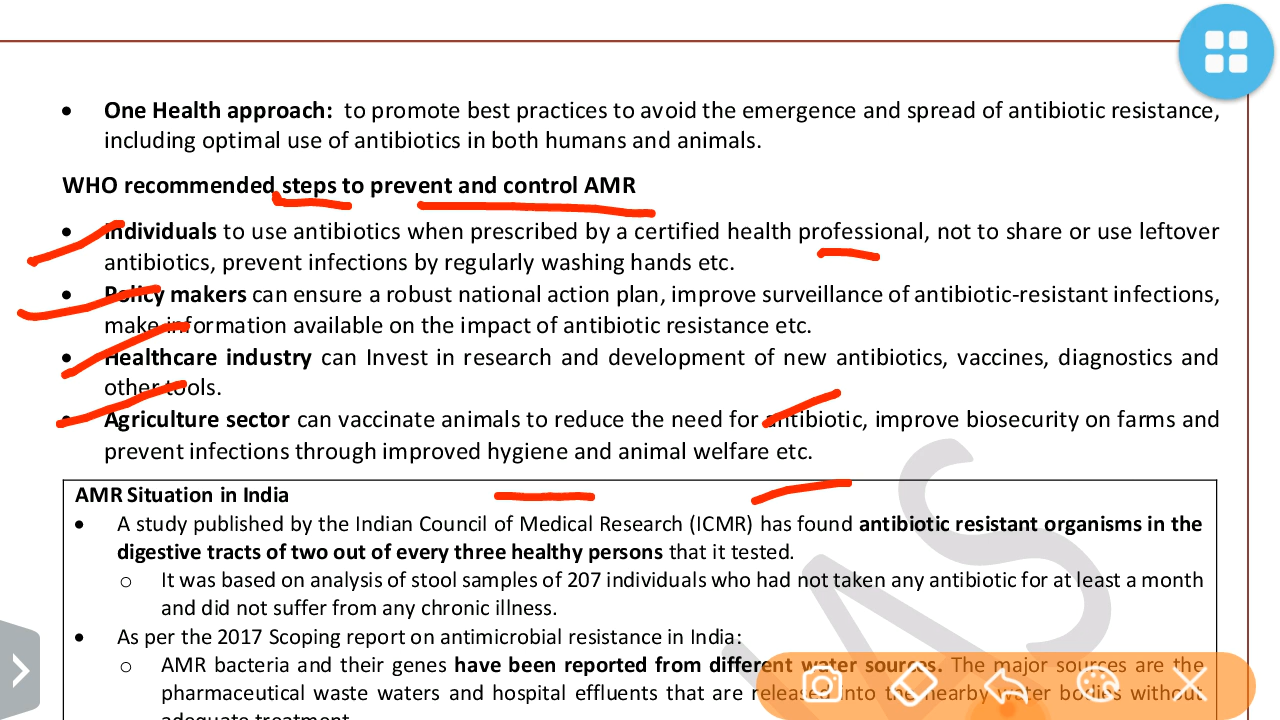 • One Health approach: to promote best practices to avoid the emergence and spread of antibiotic resistance,
including optimal use of antibiotics in both humans and animals.
WHO recommended steps to prevent and control AMR
• Individuals to use antibiotics when prescribed by a certified health professional, not to share or use leftover
antibiotics, prevent infections by regularly washing hands etc.
• Policy makers can ensure a robust national action plan, improve surveillance of antibiotic-resistant infections,
make information available on the impact of antibiotic resistance etc.
• Healthcare industry can Invest in research and development of new antibiotics, vaccines, diagnostics and
other tools.
• Agriculture sector can vaccinate animals to reduce the need for antibiotic, improve biosecurity on farms and
prevent infections through improved hygiene and animal welfare etc.
AMR Situation in India
• A study published by the Indian Council of Medical Research (ICMR) has found antibiotic resistant organisms in the
digestive tracts of two out of every three healthy persons that it tested.
o It was based on analysis of stool samples of 207 individuals who had not taken any antibiotic for at least a month
and did not suffer from any chronic illness.
• As per the 2017 Scoping report on antimicrobial resistance in India:
o AMR bacteria and their genes have been reported from different water sources. The major sources are the
pharmaceutical waste waters and hospital effluents that are released into the nearby water bodies without
adequate treatment.